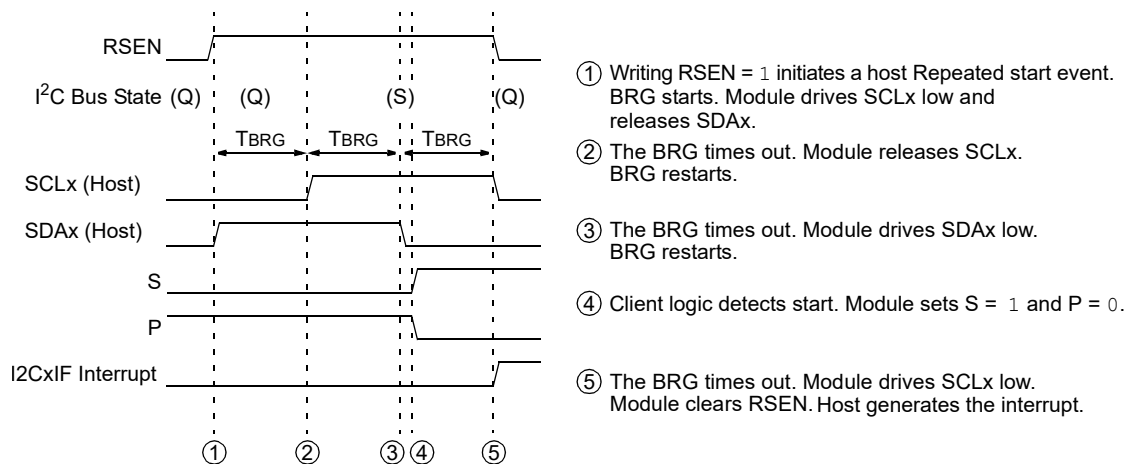 RSEN
I²C Bus State (Q) (Q) (S) (Q)
TBRG TBRG TBRG
SCLx (Host)
SDAx (Host)
S
P
I2CxIF Interrupt
① ② ③ ④ ⑤
① Writing RSEN = 1 initiates a host Repeated start event.
BRG starts. Module drives SCLx low and
releases SDAx.
② The BRG times out. Module releases SCLx.
BRG restarts.
③ The BRG times out. Module drives SDAx low.
BRG restarts.
④ Client logic detects start. Module sets S = 1 and P = 0.
⑤ The BRG times out. Module drives SCLx low.
Module clears RSEN. Host generates the interrupt.